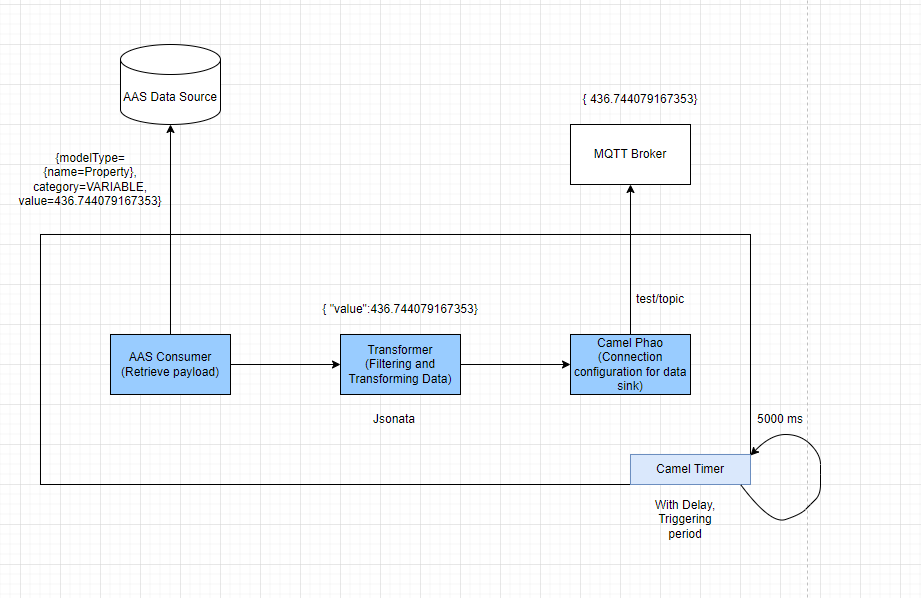 AAS Data Source
{ 436.744079167353}
MQTT Broker
{modelType=
{name=Property},
category=VARIABLE,
value=436.744079167353}
test/topic
{ "value":436.744079167353}
AAS Consumer
(Retrieve payload)
Transformer
(Filtering and
Transforming Data)
Camel Phao
(Connection
configuration for data
sink)
Jsonata
5000 ms
Camel Timer
With Delay,
Triggering
period